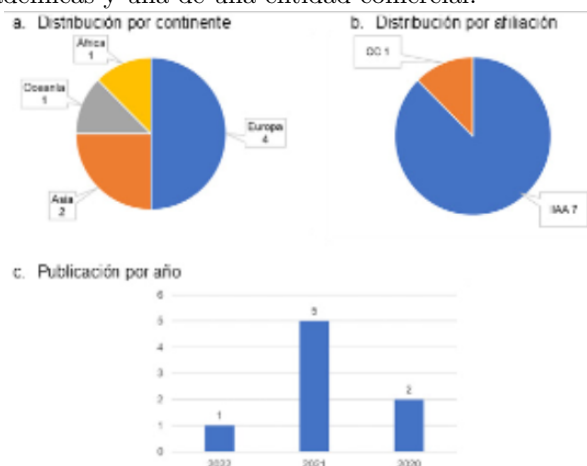 adémicas y una de una entidad comercial.
a. Distribución por continente
b. Distribución por afiliación
África
1
Oceanía
1
Europa
4
Asia
2
OC 1
IAA 7
c. Publicación por año
6
5
4
3
2
1
0
1
5
2
2022
2021
2020